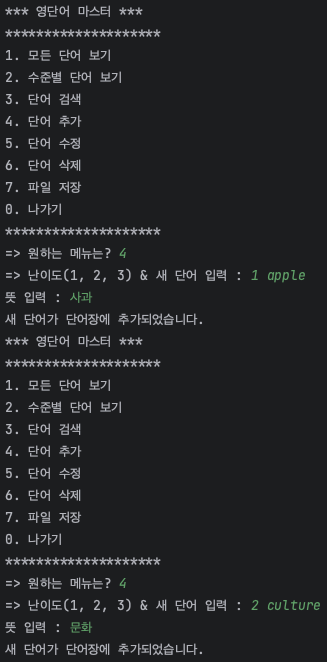 *** 영단어 마스터 ***
********************
1. 모든 단어 보기
2. 수준별 단어 보기
3. 단어 검색
4. 단어 추가
5. 단어 수정
6. 단어 삭제
7. 파일 저장
0. 나가기
********************
=> 원하는 메뉴는? 4
=> 난이도(1, 2, 3) & 새 단어 입력 : 1 apple
뜻 입력 : 사과
새 단어가 단어장에 추가되었습니다.
*** 영단어 마스터 ***
********************
1. 모든 단어 보기
2. 수준별 단어 보기
3. 단어 검색
4. 단어 추가
5. 단어 수정
6. 단어 삭제
7. 파일 저장
0. 나가기
********************
=> 원하는 메뉴는? 4
=> 난이도(1, 2, 3) & 새 단어 입력 : 2 culture
뜻 입력 : 문화
새 단어가 단어장에 추가되었습니다.